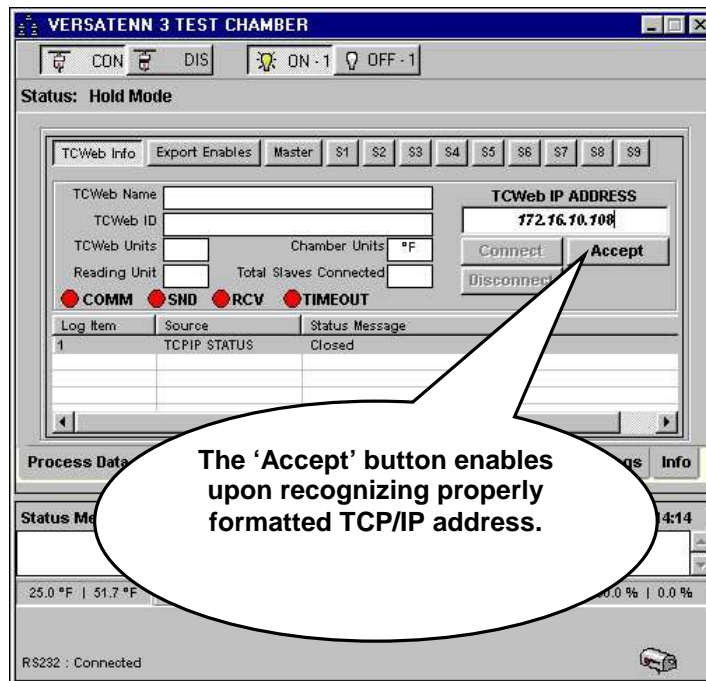 VERSATENN 3 TEST CHAMBER
CON DIS ON - 1 OFF - 1
Status: Hold Mode
TCWeb Info Export Enables Master S1 S2 S3 S4 S5 S6 S7 S8 S9
TCWeb Name
TCWeb IP ADDRESS
TCWeb ID
172.16.10.108
TCWeb Units Chamber Units °F
Connect Accept
Reading Unit Total Slaves Connected
Disconnect
COMM SND RCV TIMEOUT
Log Item Source Status Message
1 TCPIP STATUS Closed
The ‘Accept’ button enables
upon recognizing properly
formatted TCP/IP address.
Process Data Info
Status
25.0 °F | 51.7 °F | 0.0 %
RS232 : Connected